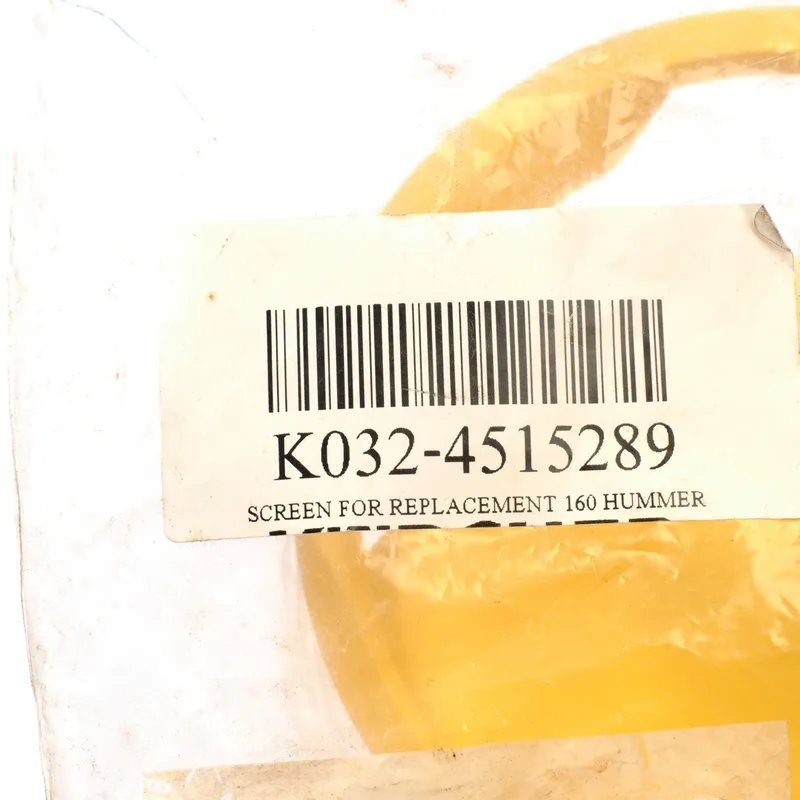 K032-4515289
SCREEN FOR REPLACEMENT 160 HUMMER